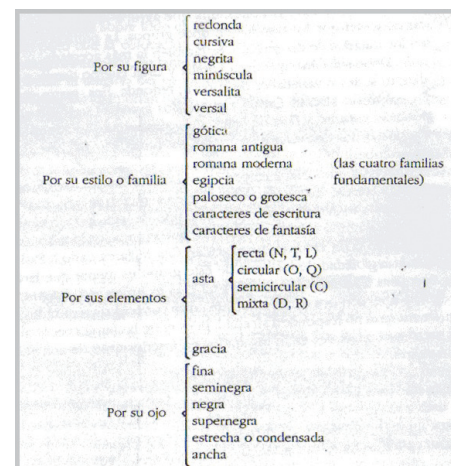 Por su figura
redonda
cursiva
negrita
minúscula
versalita
versal
Por su estilo o familia
gótica
romana antigua
romana moderna (las cuatro familias
egipcia fundamentales)
paloseco o grotesca
caracteres de escritura
caracteres de fantasía
Por sus elementos
asta
recta (N, T, L)
circular (O, Q)
semicircular (C)
mixta (D, R)
gracia
Por su ojo
fina
seminegra
negra
supernegra
estrecha o condensada
ancha